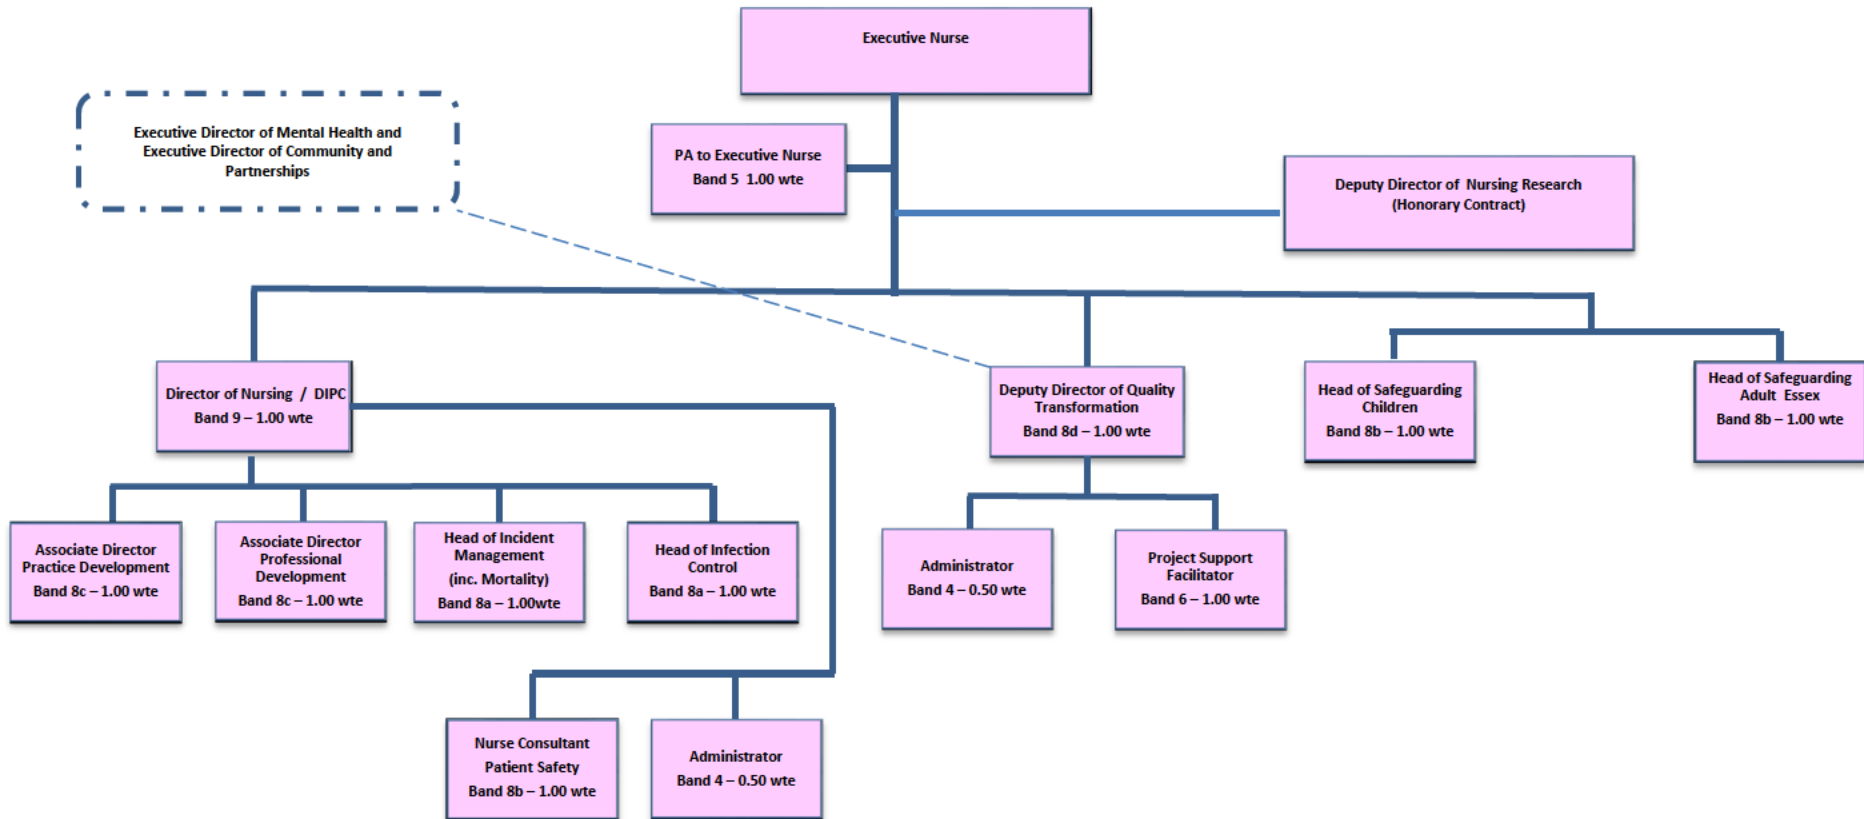 Executive Nurse
Executive Director of Mental Health and
Executive Director of Community and
Partnerships
PA to Executive Nurse
Band 5  1.00 wte
Deputy Director of  Nursing Research
(Honorary Contract)
Director of Nursing  /  DIPC
Band 9 – 1.00 wte
Deputy Director of Quality
Transformation
Band 8d – 1.00 wte
Head of Safeguarding
Children
Band 8b – 1.00 wte
Head of Safeguarding
Adult  Essex
Band 8b – 1.00 wte
Associate Director
Practice Development
Band 8c – 1.00 wte
Associate Director
Professional
Development
Band 8c – 1.00 wte
Head of Incident
Management
(inc. Mortality)
Band 8a – 1.00wte
Head of Infection
Control
Band 8a – 1.00 wte
Administrator
Band 4 – 0.50 wte
Project Support
Facilitator
Band 6 – 1.00 wte
Nurse Consultant
Patient Safety
Band 8b – 1.00 wte
Administrator
Band 4 – 0.50 wte